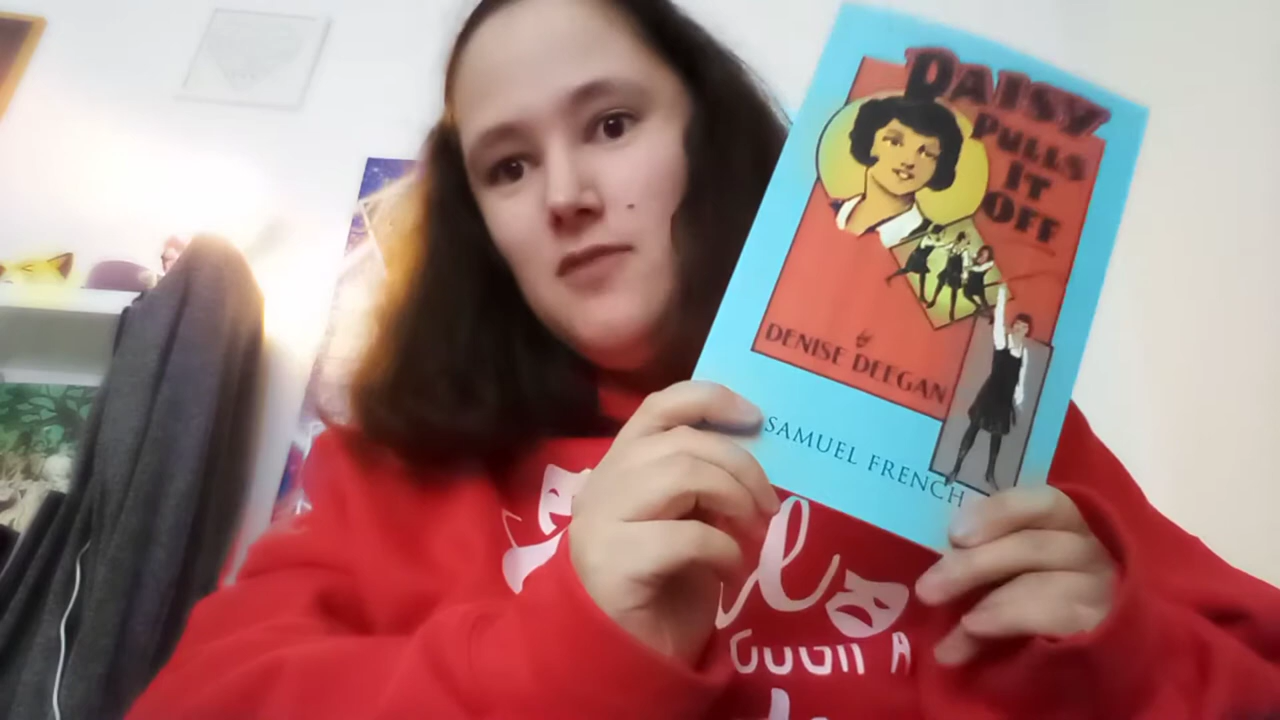 DAISY
PULLS
IT
OFF
by
DENISE DEEGAN
SAMUEL FRENCH